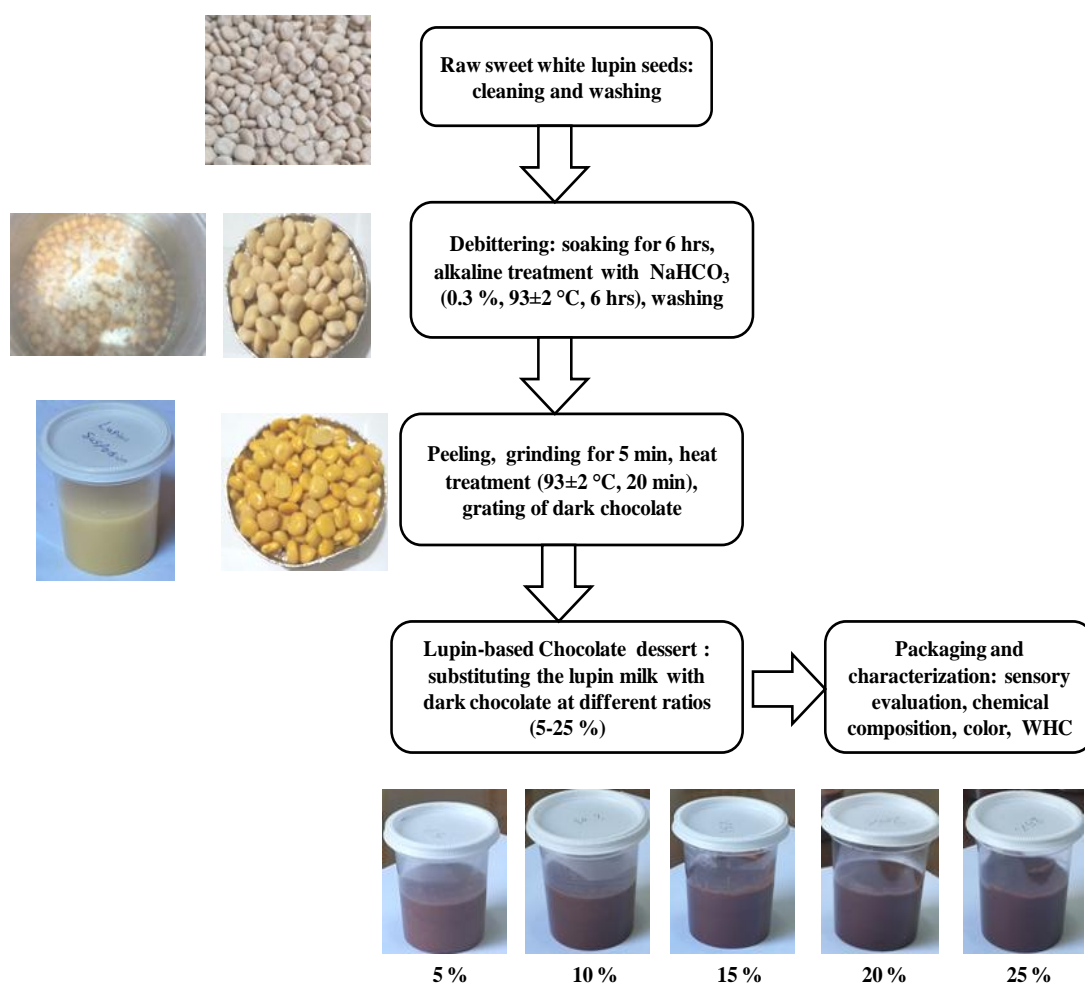 Raw sweet white lupin seeds:
cleaning and washing
Debittering: soaking for 6 hrs,
alkaline treatment with NaHCO₃
(0.3 %, 93±2 °C, 6 hrs), washing
Lupin
Peeling, grinding for 5 min, heat
treatment (93±2 °C, 20 min),
grating of dark chocolate
Lupin-based Chocolate dessert :
substituting the lupin milk with
dark chocolate at different ratios
(5-25 %)
Packaging and
characterization: sensory
evaluation, chemical
composition, color, WHC
5 %
10 %
15 %
20 %
25 %